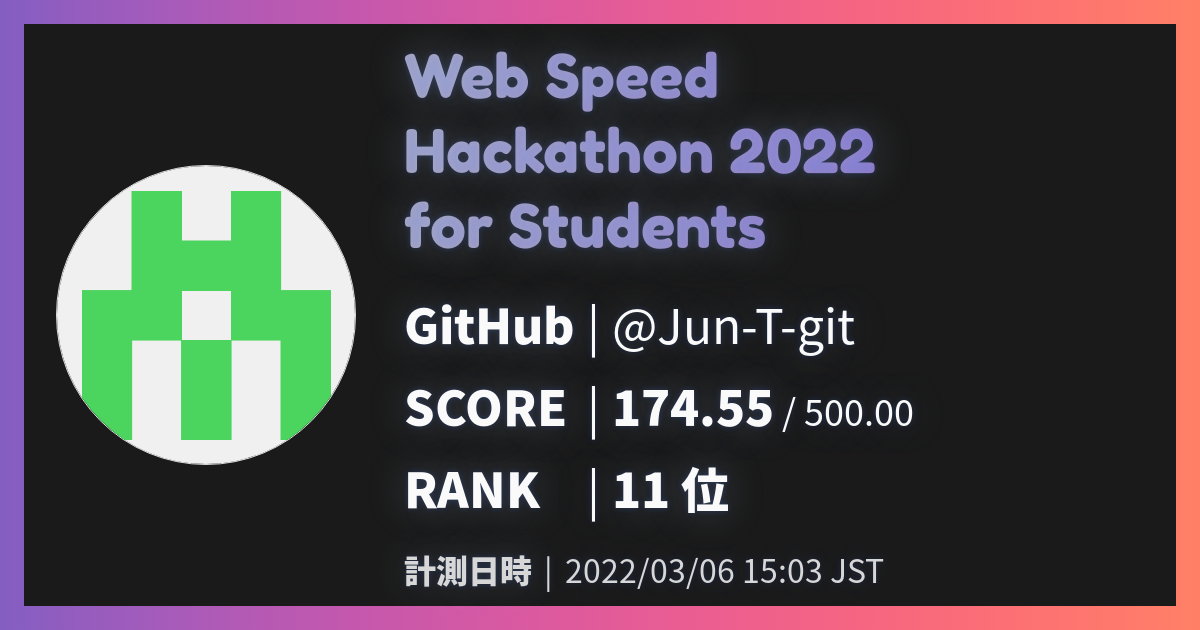 Web Speed
Hackathon 2022
for Students
GitHub | @Jun-T-git
SCORE | 174.55 / 500.00
RANK | 11 位
計測日時 | 2022/03/06 15:03 JST